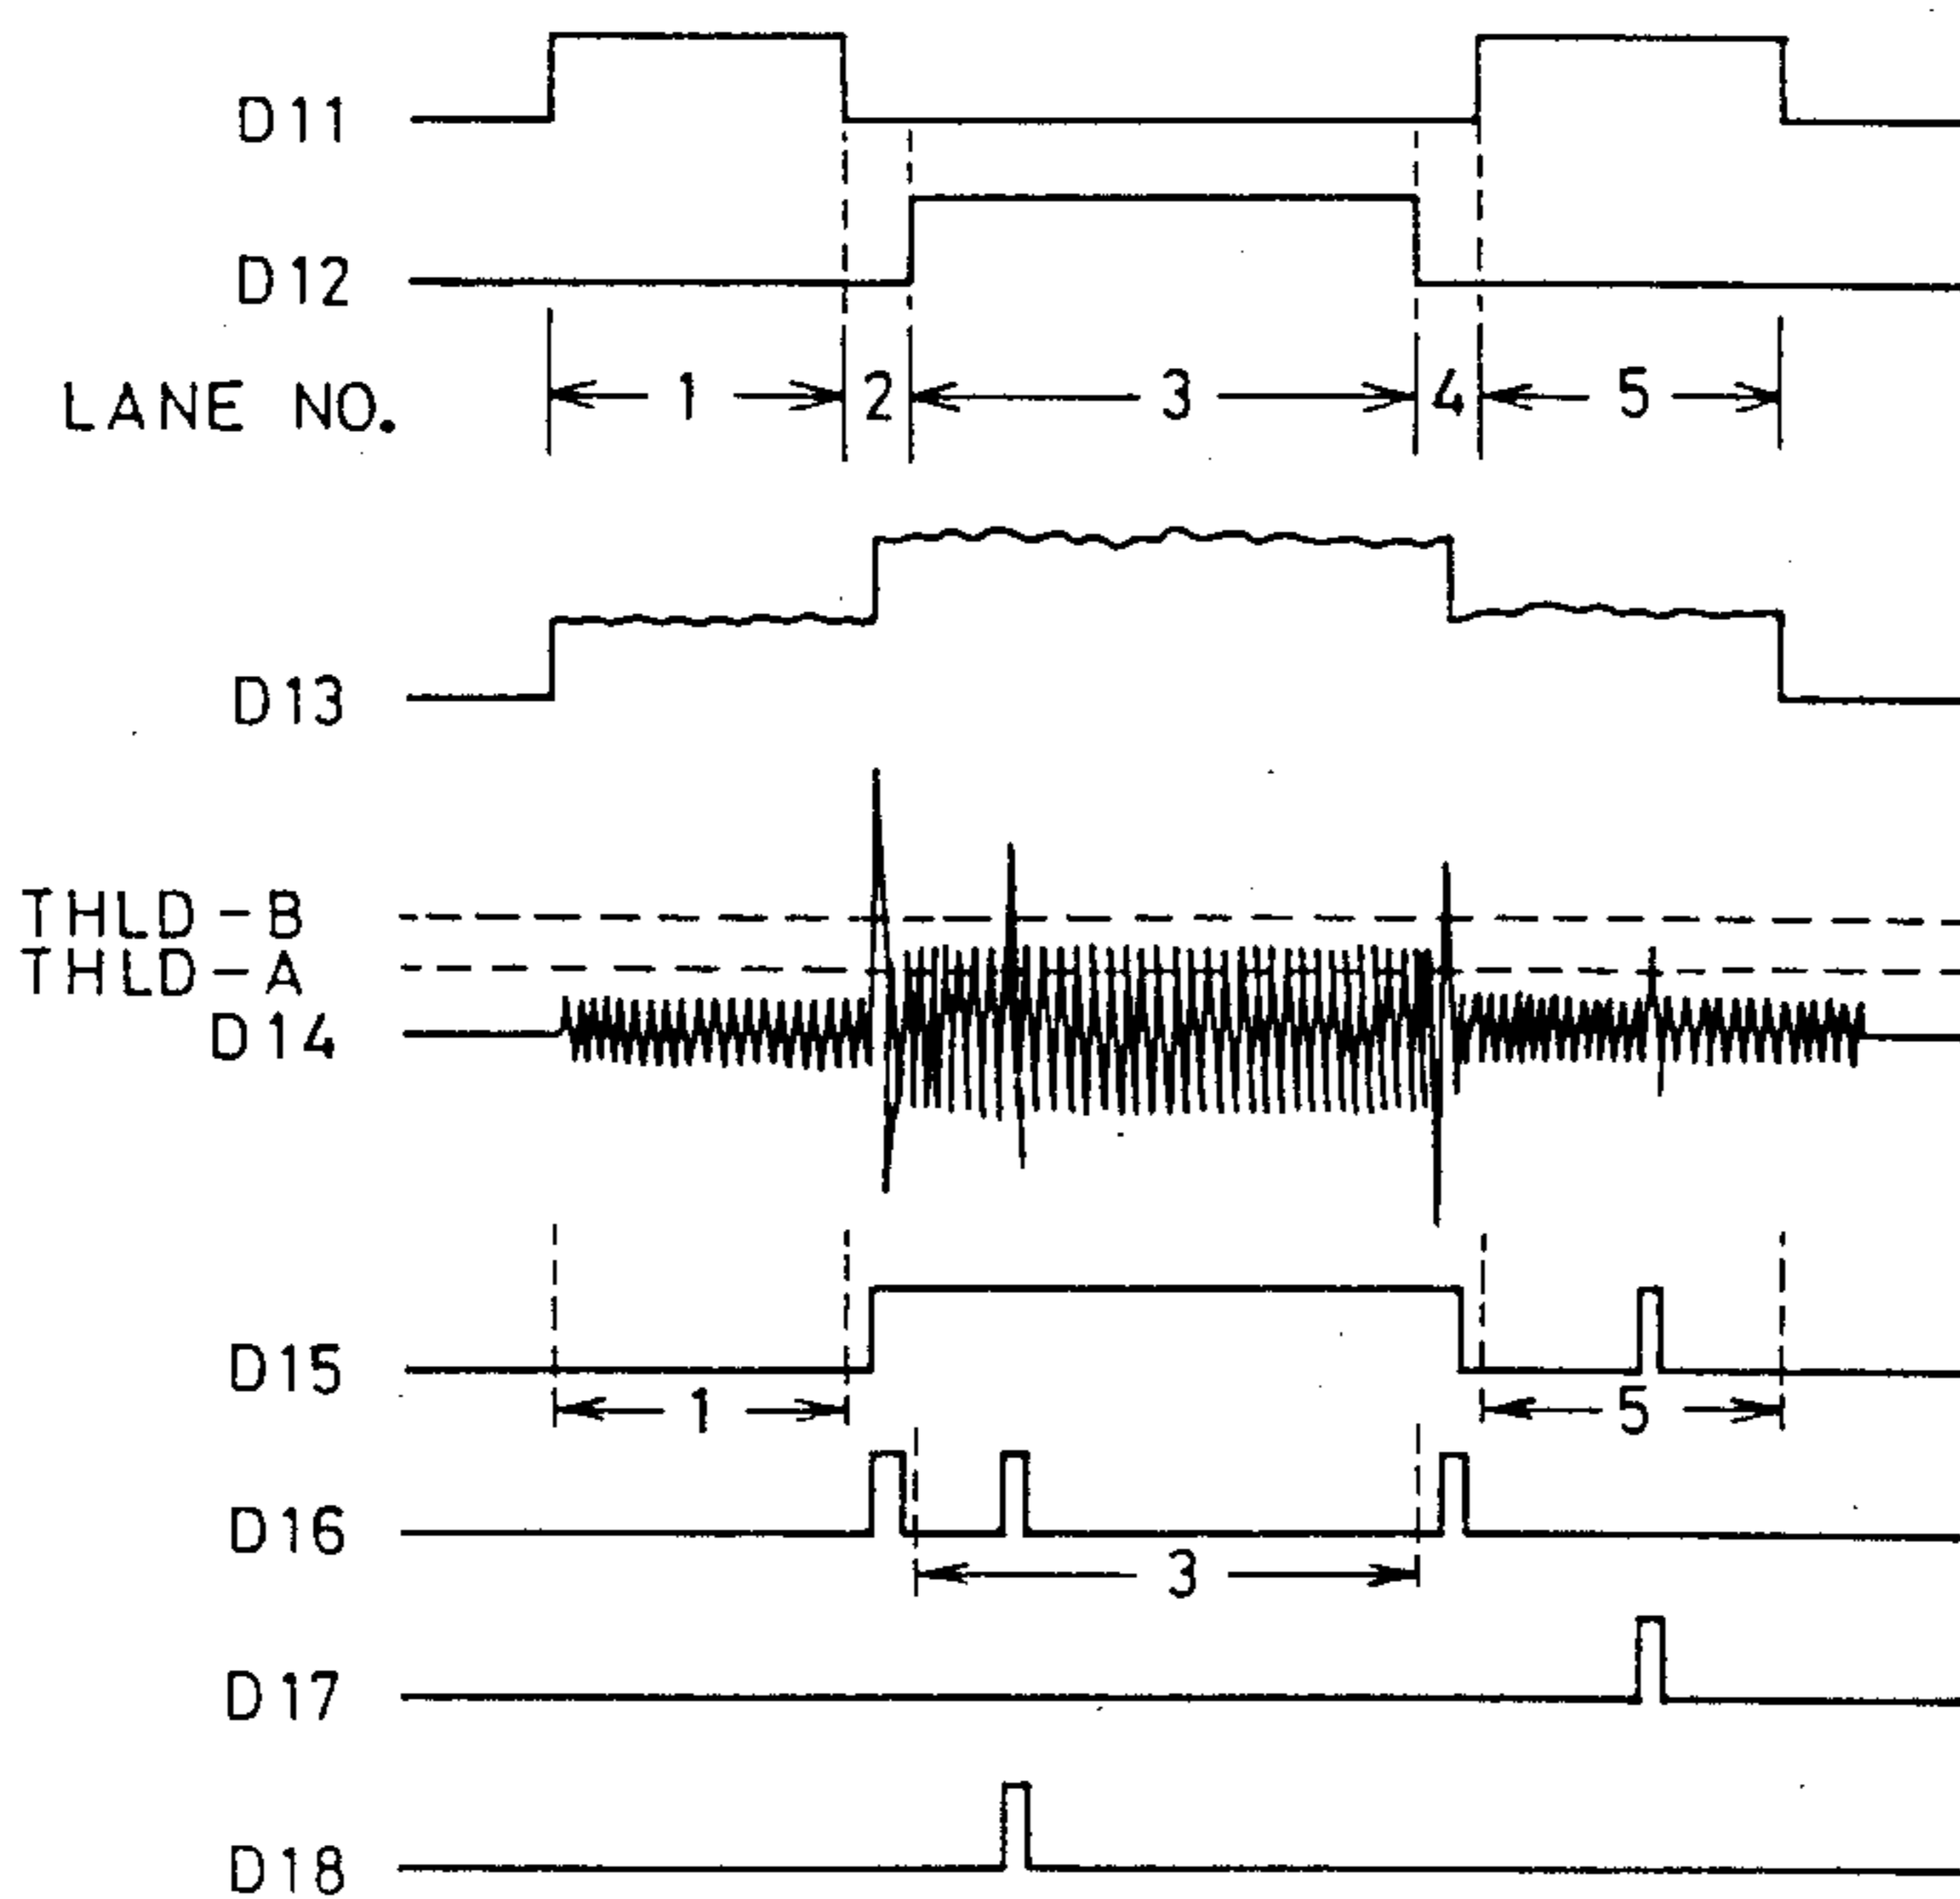 D11
D12
LANE NO. 1 2 3 4 5
D13
THLD-B
THLD-A
D14
D15
1 5
D16
3
D17
D18